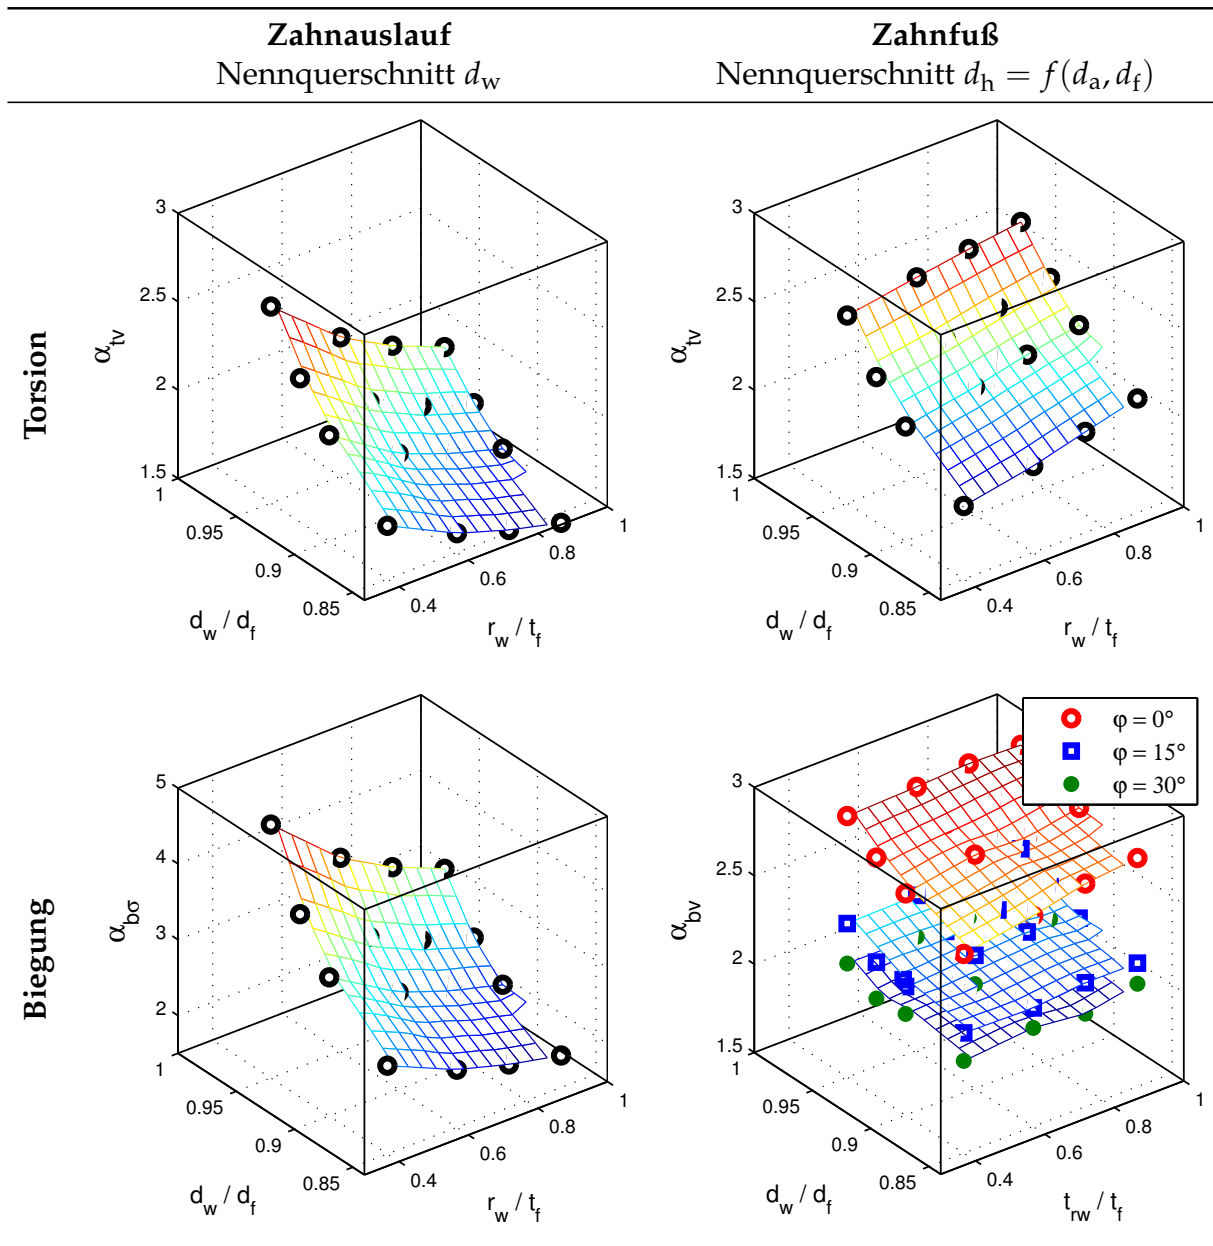 Zahnauslauf
Nennquerschnitt d_w
Zahnfuß
Nennquerschnitt d_h = f(d_a, d_f)
Torsion
3
2.5
2
1.5
α_tv
1
0.95
0.9
0.85
d_w / d_f
0.4
0.6
0.8
1
r_w / t_f
3
2.5
2
1.5
α_tv
1
0.95
0.9
0.85
d_w / d_f
0.4
0.6
0.8
1
r_w / t_f
Biegung
5
4
3
2
α_bσ
1
0.95
0.9
0.85
d_w / d_f
0.4
0.6
0.8
1
r_w / t_f
φ = 0°
φ = 15°
φ = 30°
3
2.5
2
1.5
α_bv
1
0.95
0.9
0.85
d_w / d_f
0.4
0.6
0.8
1
t_rw / t_f